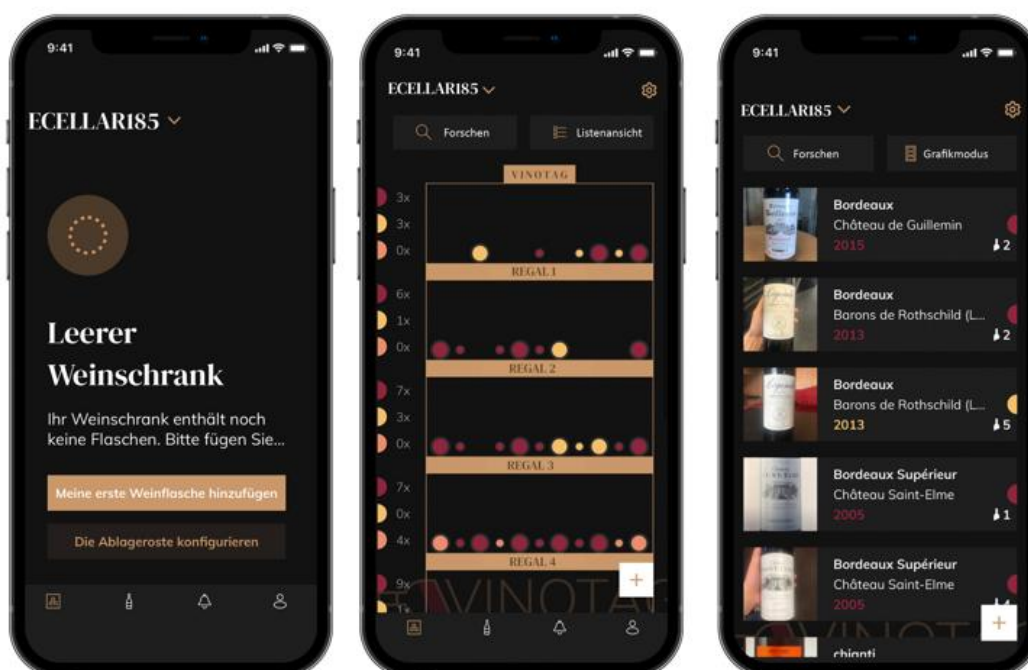 9:41
ECELLAR185
Leerer
Weinschrank
Ihr Weinschrank enthält noch
keine Flaschen. Bitte fügen Sie...
Meine erste Weinflasche hinzufügen
Die Ablageroste konfigurieren
9:41
ECELLAR185
Forschen
Listenansicht
VINOTAG
3x
3x
0x
REGAL 1
6x
1x
0x
REGAL 2
7x
3x
0x
REGAL 3
7x
0x
4x
REGAL 4
+
9x
1x
VINOTAG
9:41
ECELLAR185
Forschen
Grafikmodus
Bordeaux
Château de Guillemin
2015
2
Bordeaux
Barons de Rothschild (L...
2013
2
Bordeaux
Barons de Rothschild (L...
2013
5
Bordeaux Supérieur
Château Saint-Elme
2005
1
Bordeaux Supérieur
Château Saint-Elme
2005
+
chianti